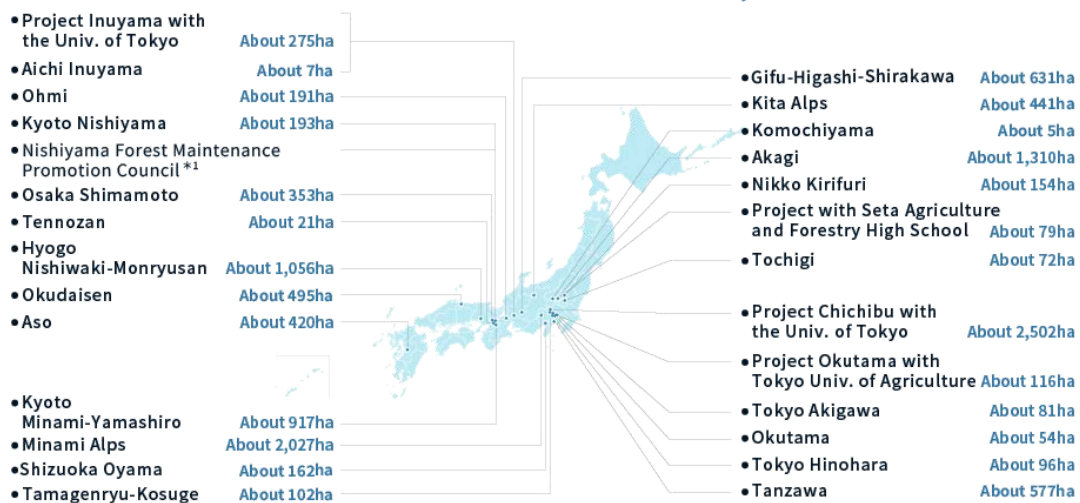 • Project Inuyama with
the Univ. of Tokyo About 275ha
• Aichi Inuyama About 7ha
• Ohmi About 191ha
• Kyoto Nishiyama About 193ha
• Nishiyama Forest Maintenance
Promotion Council *1
• Osaka Shimamoto About 353ha
• Tennozan About 21ha
• Hyogo
Nishiwaki-Monryusan About 1,056ha
• Okudaisen About 495ha
• Aso About 420ha
• Kyoto
Minami-Yamashiro About 917ha
• Minami Alps About 2,027ha
• Shizuoka Oyama About 162ha
• Tamagenryu-Kosuge About 102ha
• Gifu-Higashi-Shirakawa About 631ha
• Kita Alps About 441ha
• Komochiyama About 5ha
• Akagi About 1,310ha
• Nikko Kirifuri About 154ha
• Project with Seta Agriculture
and Forestry High School About 79ha
• Tochigi About 72ha
• Project Chichibu with
the Univ. of Tokyo About 2,502ha
• Project Okutama with
Tokyo Univ. of Agriculture About 116ha
• Tokyo Akigawa About 81ha
• Okutama About 54ha
• Tokyo Hinohara About 96ha
• Tanzawa About 577ha